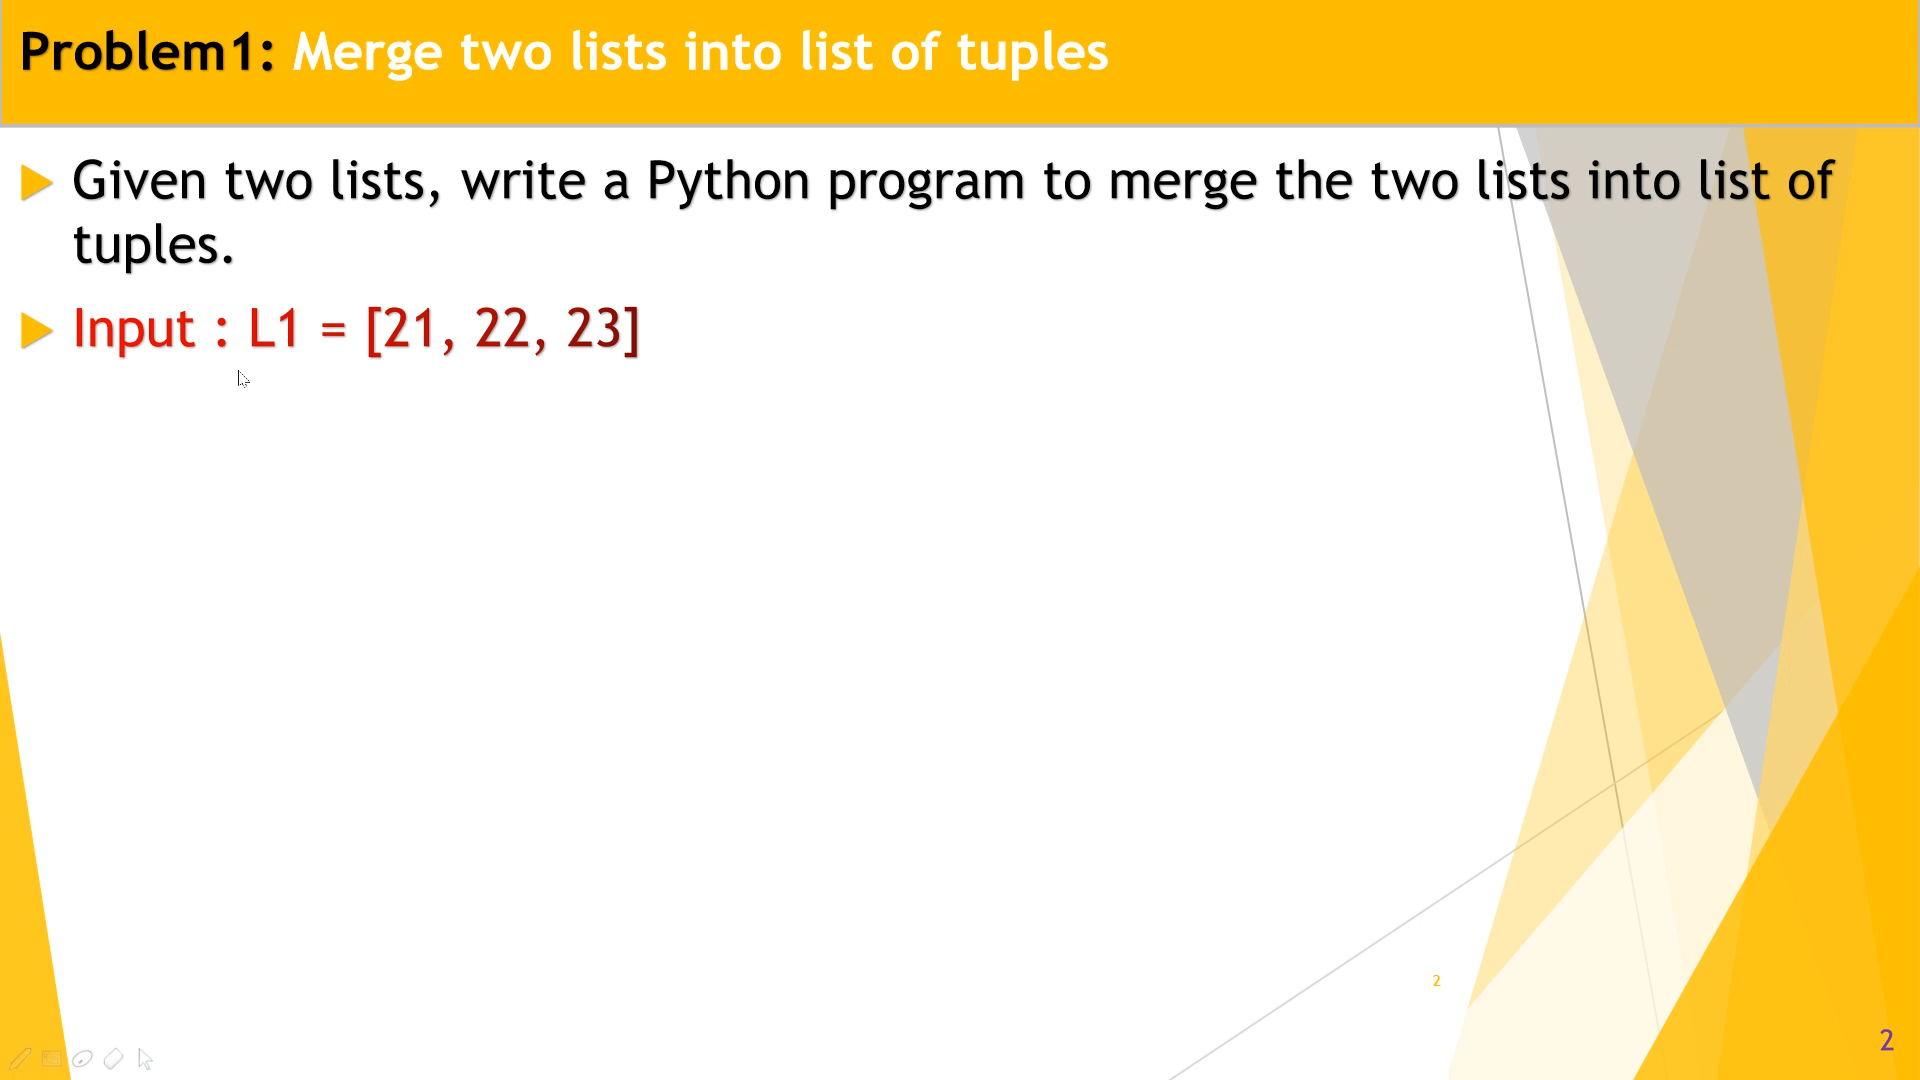 Problem1: Merge two lists into list of tuples
Given two lists, write a Python program to merge the two lists into list of
tuples.
Input : L1 = [21, 22, 23]
2
2